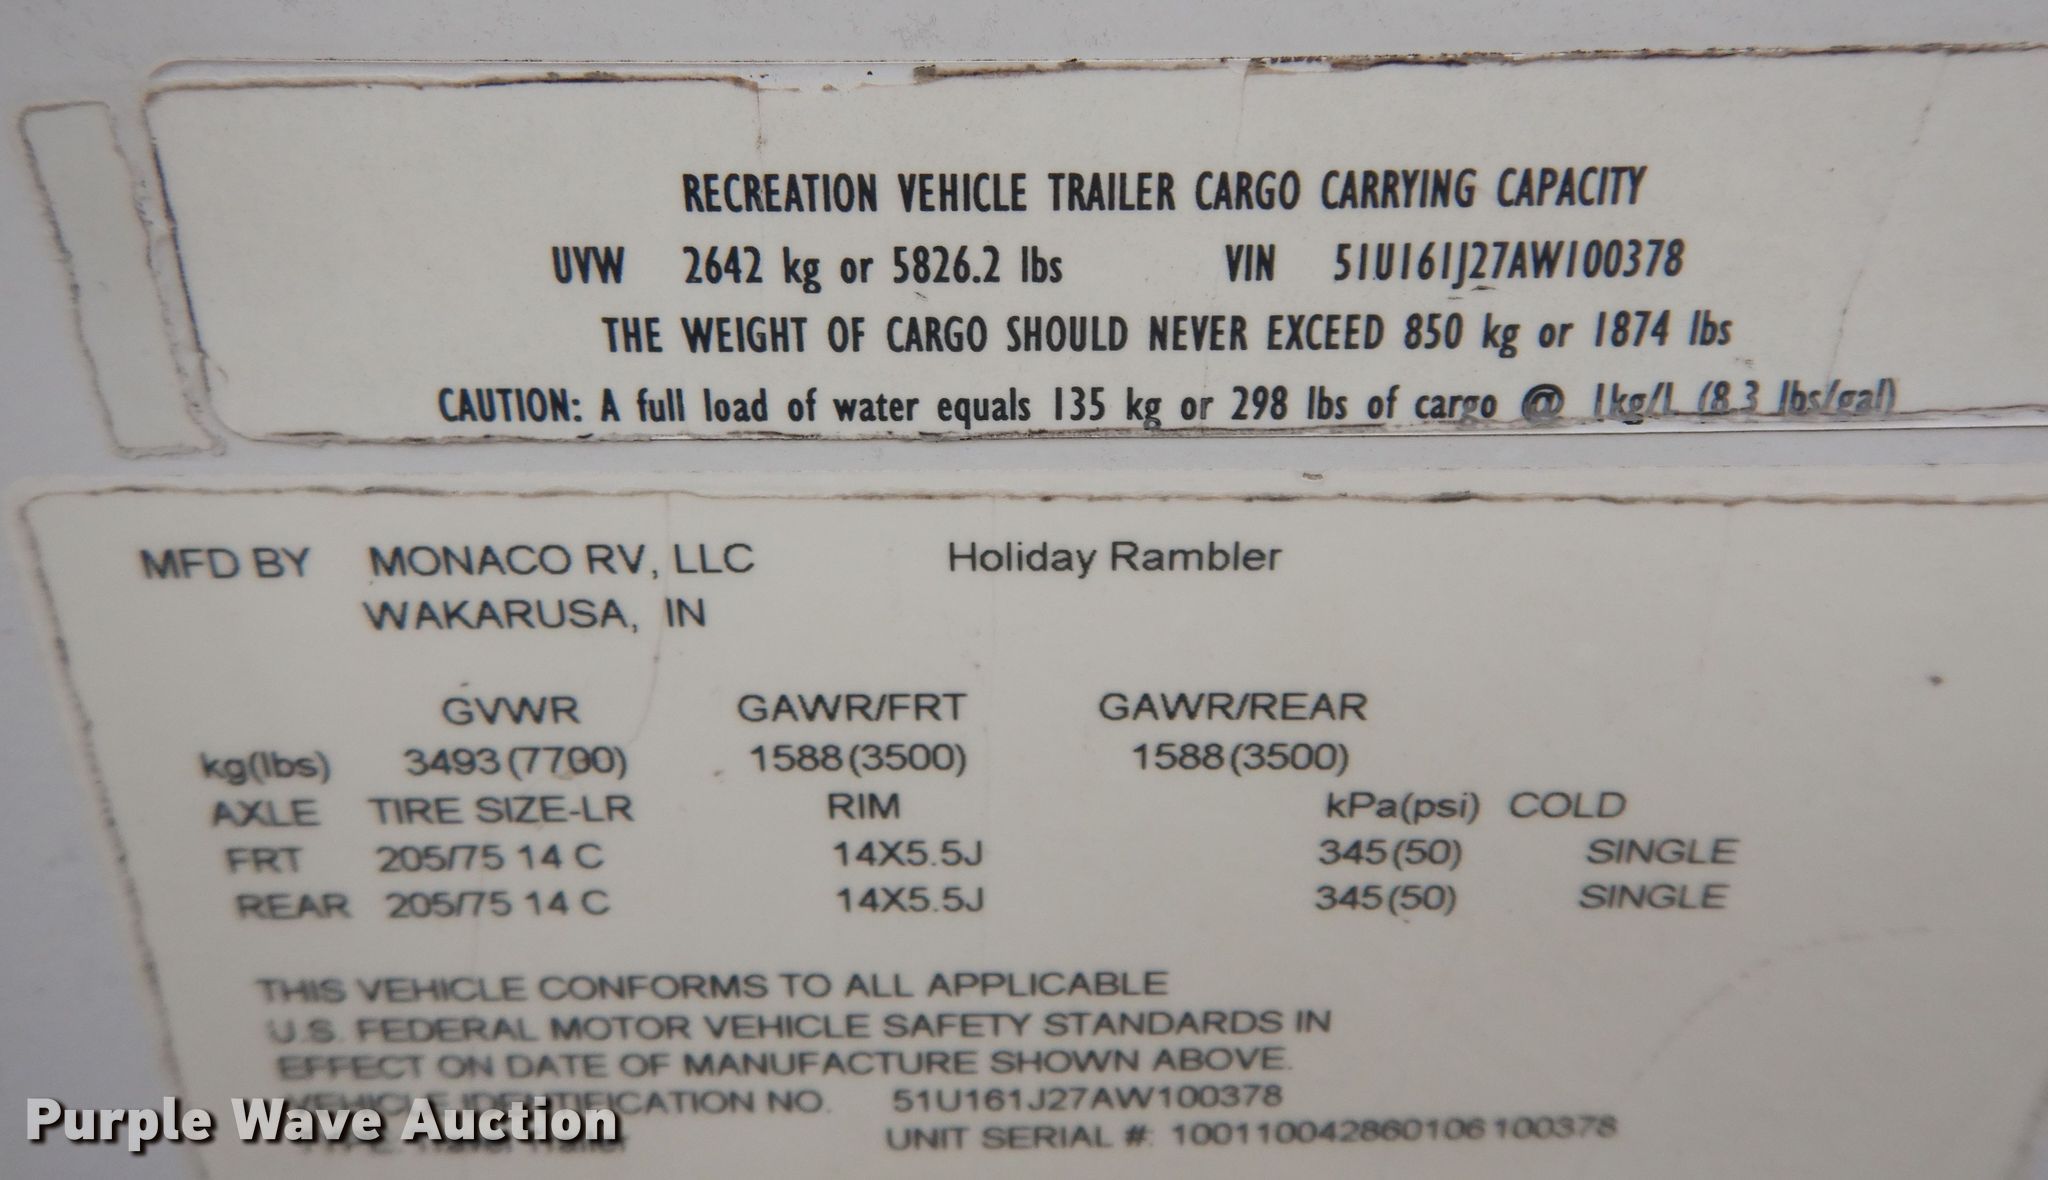 RECREATION VEHICLE TRAILER CARGO CARRYING CAPACITY
UVW 2642 kg or 5826.2 lbs VIN 51U161J27AW100378
THE WEIGHT OF CARGO SHOULD NEVER EXCEED 850 kg or 1874 lbs
CAUTION: A full load of water equals 135 kg or 298 lbs of cargo @ 1kg/L (8.3 lbs/gal)
MFD BY MONACO RV, LLC Holiday Rambler
WAKARUSA, IN
GVWR GAWR/FRT GAWR/REAR
kg(lbs) 3493(7700) 1588(3500) 1588(3500)
AXLE TIRE SIZE-LR RIM kPa(psi) COLD
FRT 205/75 14 C 14X5.5J 345(50) SINGLE
REAR 205/75 14 C 14X5.5J 345(50) SINGLE
THIS VEHICLE CONFORMS TO ALL APPLICABLE
U.S. FEDERAL MOTOR VEHICLE SAFETY STANDARDS IN
EFFECT ON DATE OF MANUFACTURE SHOWN ABOVE.
VEHICLE IDENTIFICATION NO. 51U161J27AW100378
UNIT SERIAL #: 100110042860106100378
TYPE: Travel Trailer
Purple Wave Auction